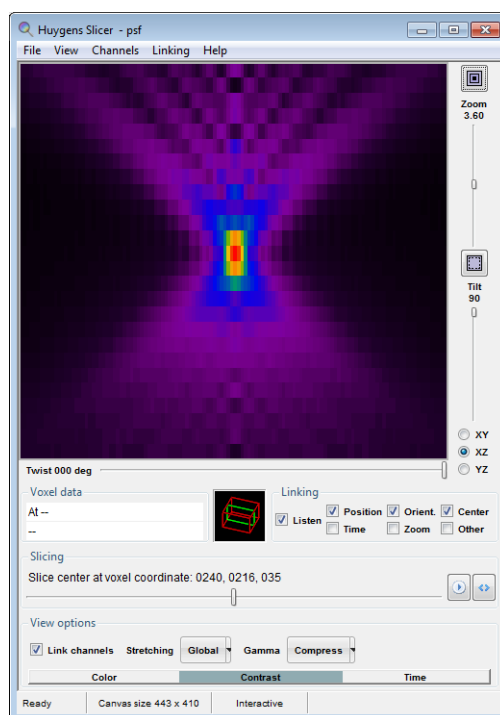 Huygens Slicer - psf
File View Channels Linking Help
Zoom
3.60
Tilt
90
XY
XZ
YZ
Twist 000 deg
Voxel data
At --
--
Linking
Listen
Position Orient. Center
Time Zoom Other
Slicing
Slice center at voxel coordinate: 0240, 0216, 035
View options
Link channels Stretching Global Gamma Compress
Color Contrast Time
Ready Canvas size 443 x 410 Interactive